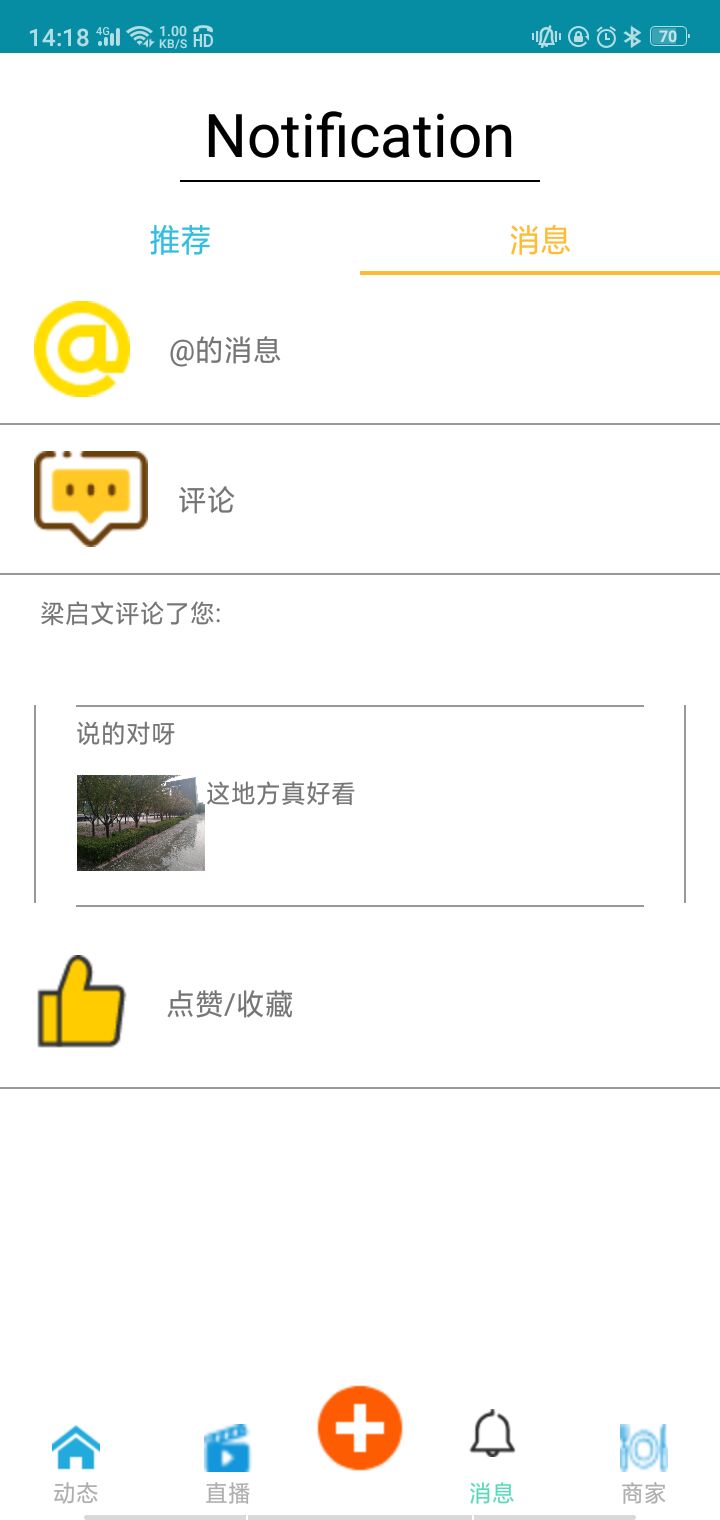 14:18 4G 1.00 KB/S HD 70
Notification
推荐 消息
@的消息
评论
梁启文评论了您:
说的对呀
这地方真好看
点赞/收藏
动态 直播 消息 商家